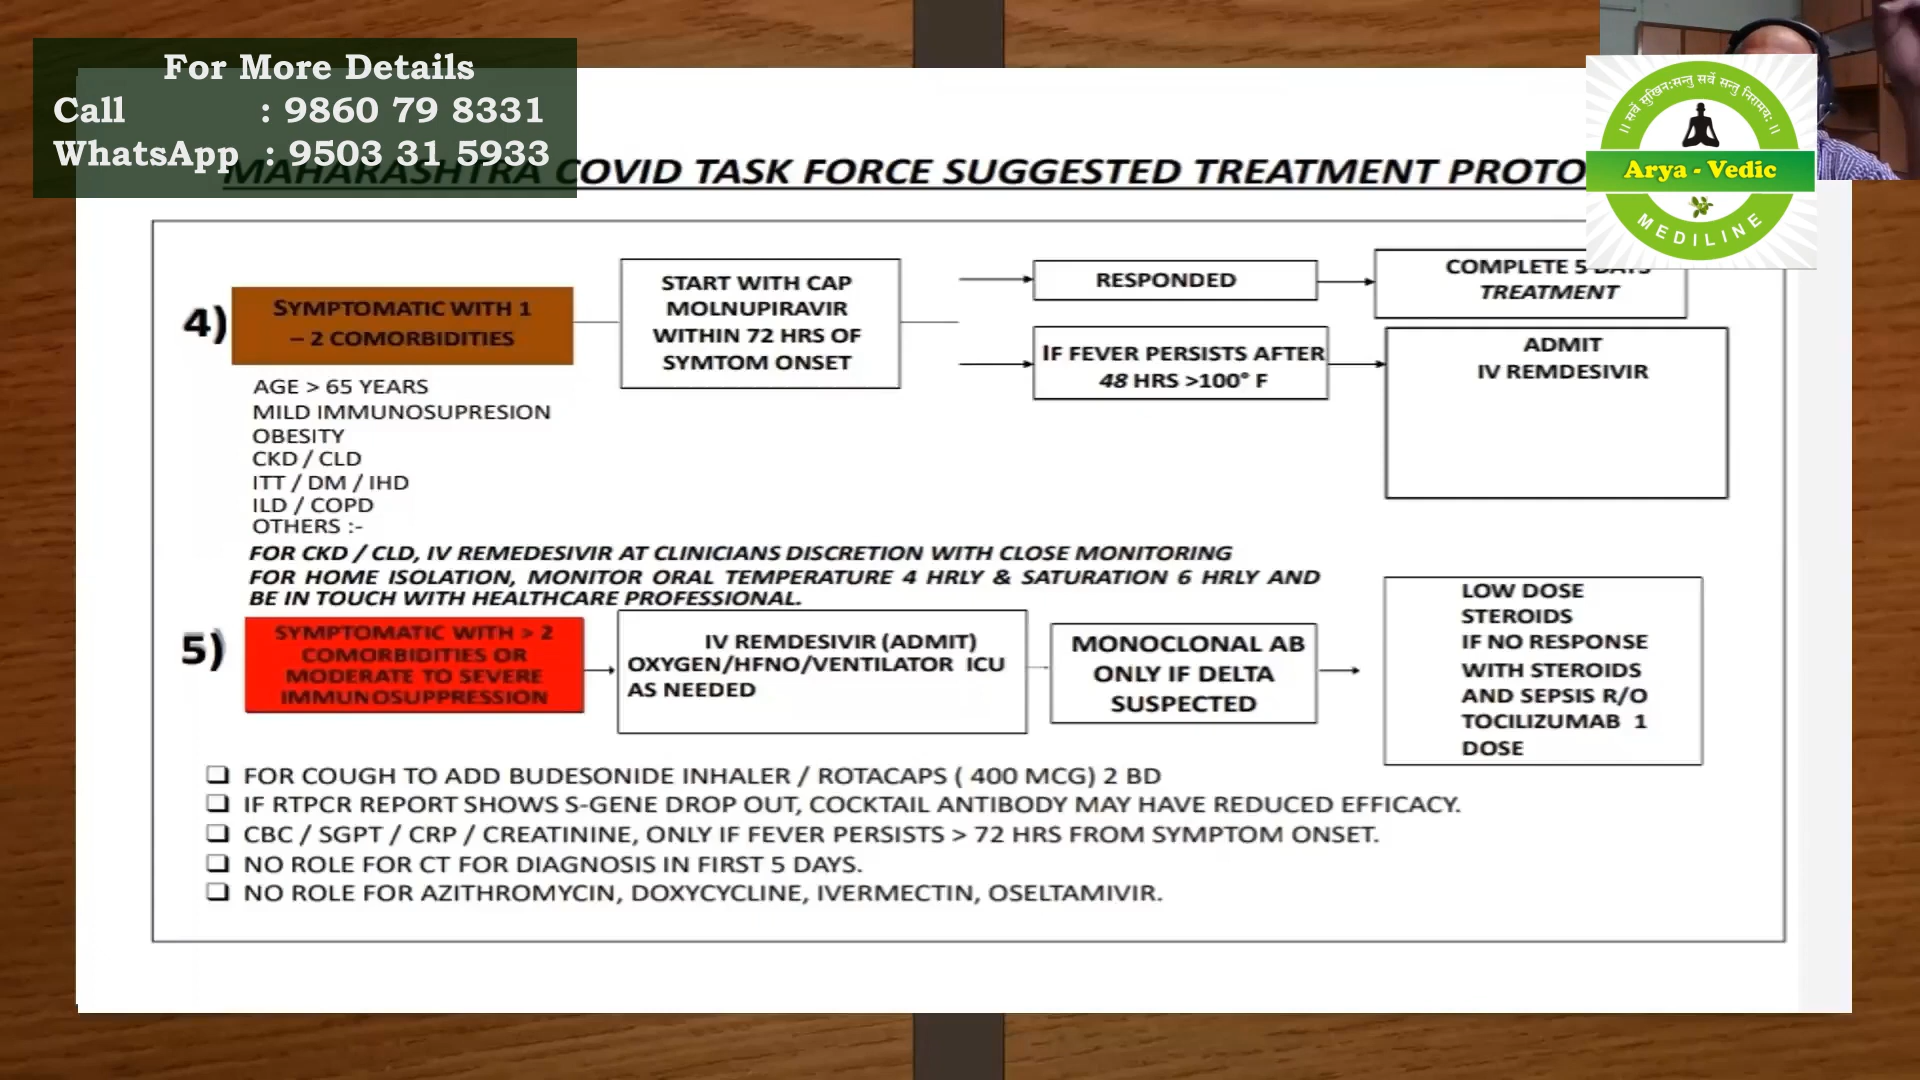 For More Details
Call : 9860 79 8331
WhatsApp : 9503 31 5933
|| सर्वे सुखिनःसन्तु सर्वे सन्तु निरामयः ||
Arya - Vedic
MEDILINE
MAHARASHTRA COVID TASK FORCE SUGGESTED TREATMENT PROTO
4)
SYMPTOMATIC WITH 1
– 2 COMORBIDITIES
START WITH CAP
MOLNUPIRAVIR
WITHIN 72 HRS OF
SYMTOM ONSET
RESPONDED
COMPLETE 5 DAYS
TREATMENT
IF FEVER PERSISTS AFTER
48 HRS >100° F
ADMIT
IV REMDESIVIR
AGE > 65 YEARS
MILD IMMUNOSUPRESION
OBESITY
CKD / CLD
ITT / DM / IHD
ILD / COPD
OTHERS :-
FOR CKD / CLD, IV REMEDESIVIR AT CLINICIANS DISCRETION WITH CLOSE MONITORING
FOR HOME ISOLATION, MONITOR ORAL TEMPERATURE 4 HRLY & SATURATION 6 HRLY AND
BE IN TOUCH WITH HEALTHCARE PROFESSIONAL.
5)
SYMPTOMATIC WITH > 2
COMORBIDITIES OR
MODERATE TO SEVERE
IMMUNOSUPPRESSION
IV REMDESIVIR (ADMIT)
OXYGEN/HFNO/VENTILATOR ICU
AS NEEDED
MONOCLONAL AB
ONLY IF DELTA
SUSPECTED
LOW DOSE
STEROIDS
IF NO RESPONSE
WITH STEROIDS
AND SEPSIS R/O
TOCILIZUMAB 1
DOSE
❑ FOR COUGH TO ADD BUDESONIDE INHALER / ROTACAPS ( 400 MCG) 2 BD
❑ IF RTPCR REPORT SHOWS S-GENE DROP OUT, COCKTAIL ANTIBODY MAY HAVE REDUCED EFFICACY.
❑ CBC / SGPT / CRP / CREATININE, ONLY IF FEVER PERSISTS > 72 HRS FROM SYMPTOM ONSET.
❑ NO ROLE FOR CT FOR DIAGNOSIS IN FIRST 5 DAYS.
❑ NO ROLE FOR AZITHROMYCIN, DOXYCYCLINE, IVERMECTIN, OSELTAMIVIR.